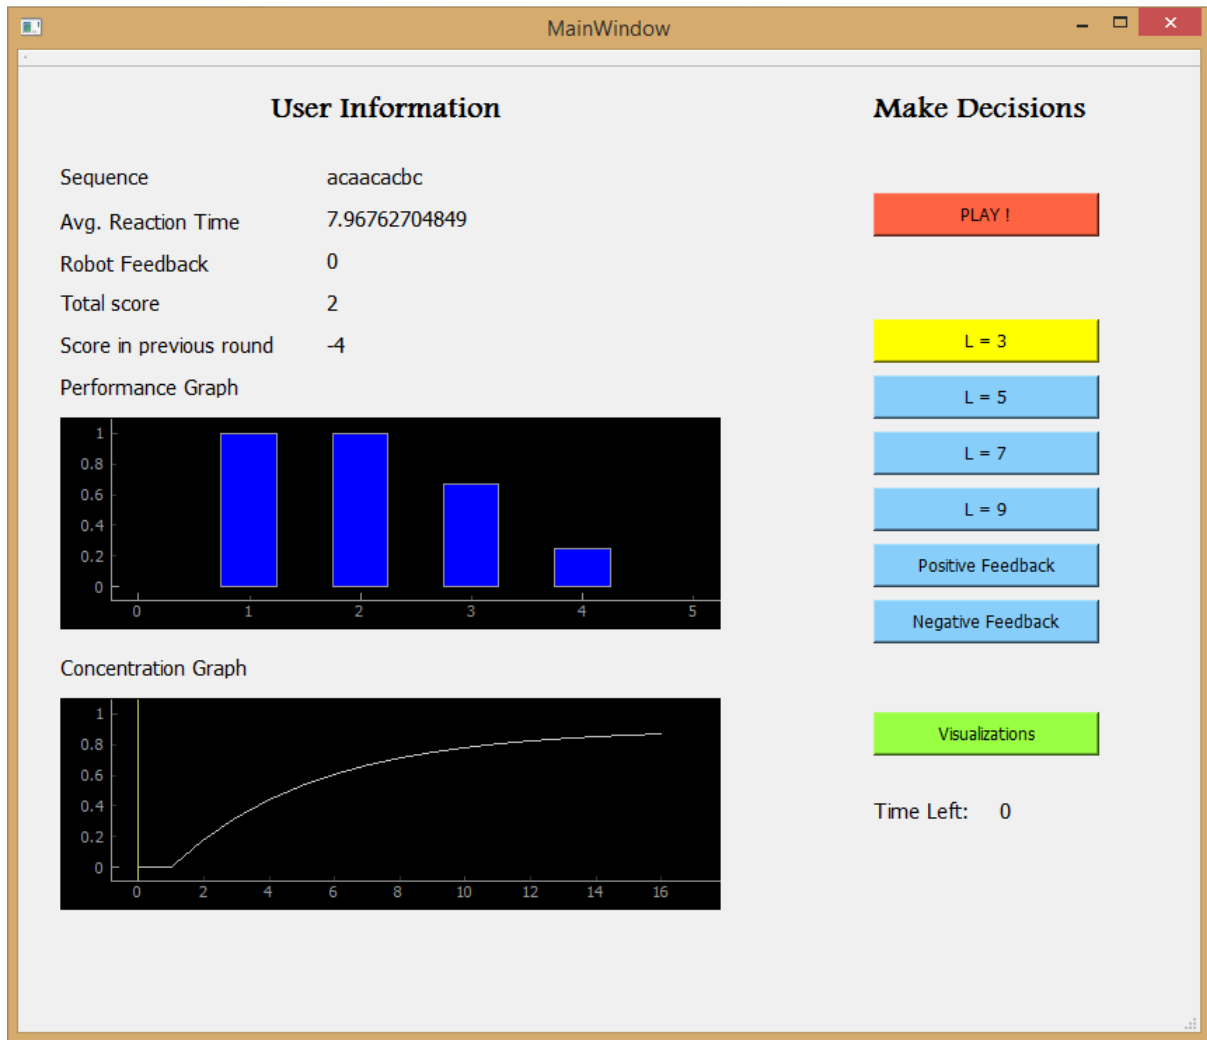 MainWindow
User Information
Make Decisions
Sequence acaacacbc
Avg. Reaction Time 7.96762704849
Robot Feedback 0
Total score 2
Score in previous round -4
Performance Graph
1
0.8
0.6
0.4
0.2
0
0 1 2 3 4 5
Concentration Graph
1
0.8
0.6
0.4
0.2
0
0 2 4 6 8 10 12 14 16
PLAY !
L = 3
L = 5
L = 7
L = 9
Positive Feedback
Negative Feedback
Visualizations
Time Left: 0